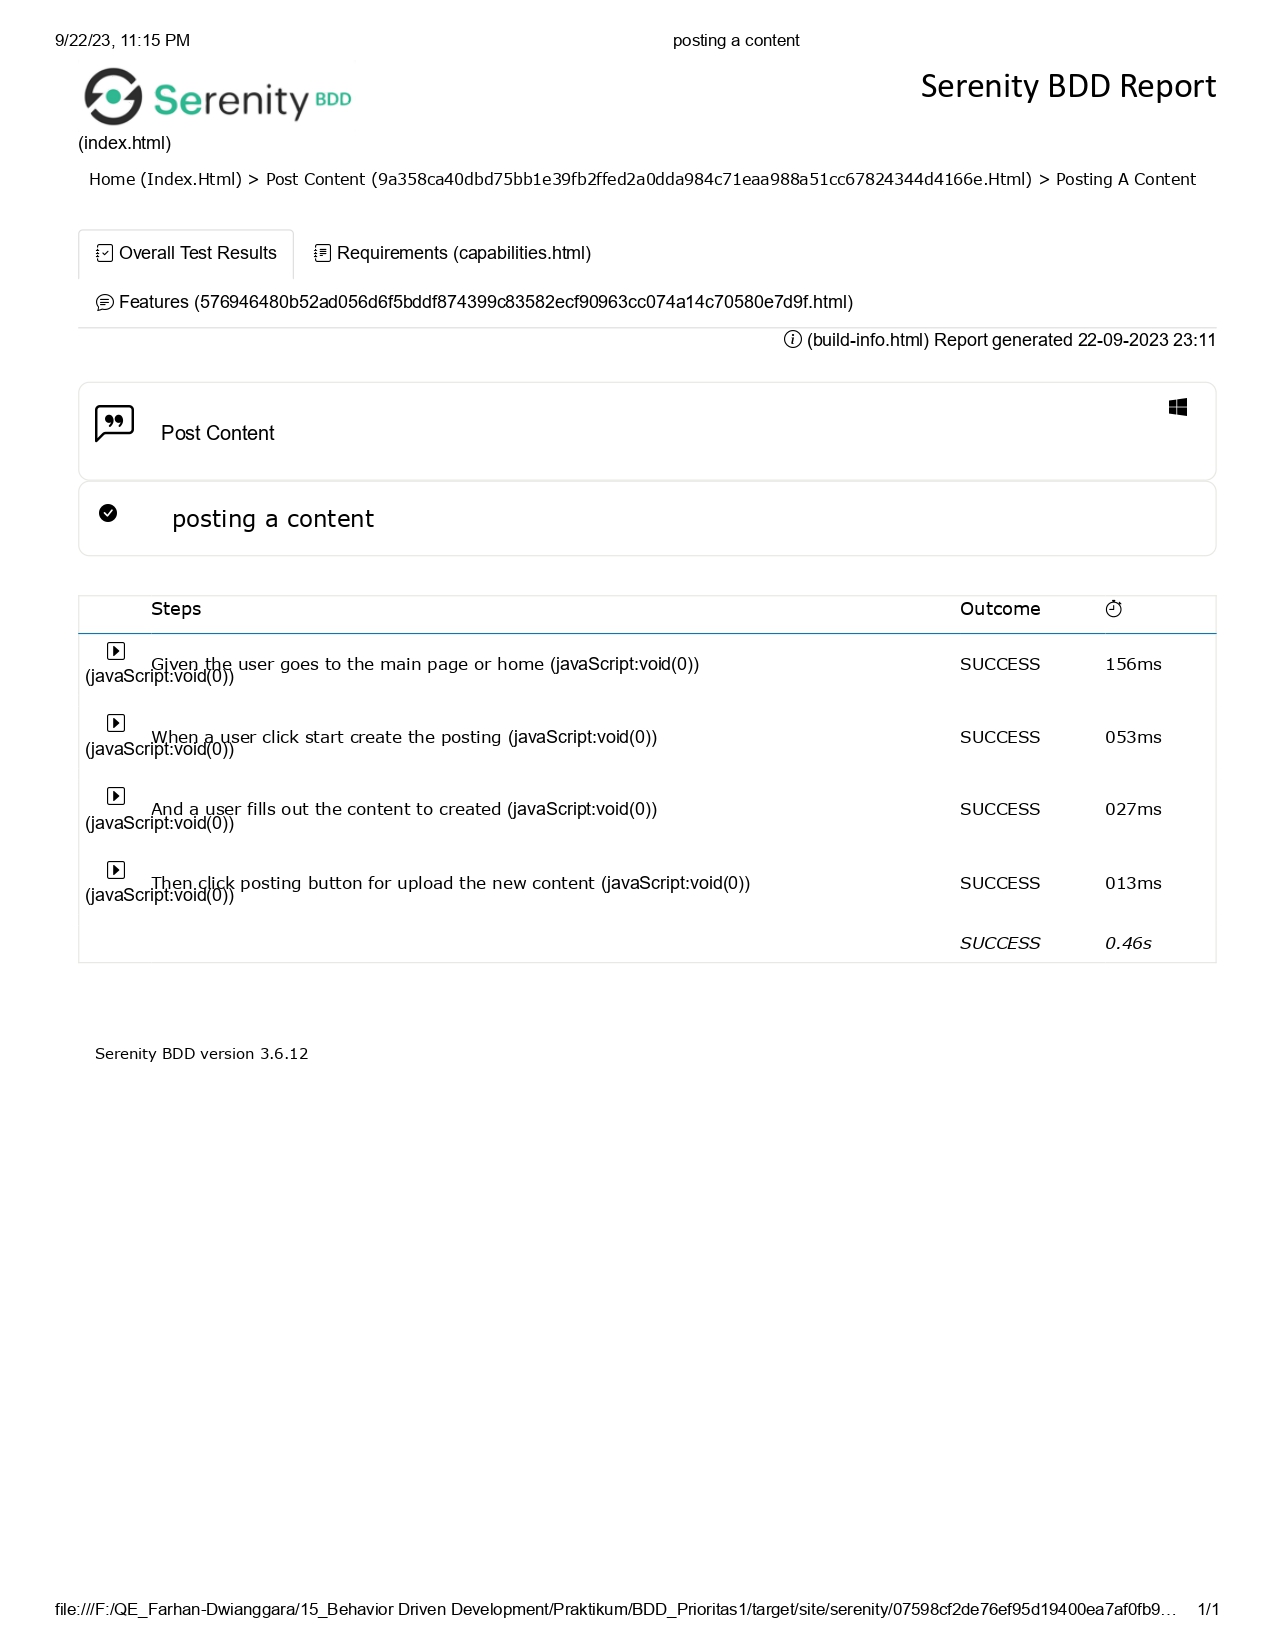 9/22/23, 11:15 PM posting a content
Serenity BDD Serenity BDD Report
(index.html)
Home (Index.Html) > Post Content (9a358ca40dbd75bb1e39fb2ffed2a0dda984c71eaa988a51cc67824344d4166e.Html) > Posting A Content
Overall Test Results Requirements (capabilities.html)
Features (576946480b52ad056d6f5bddf874399c83582ecf90963cc074a14c70580e7d9f.html)
(build-info.html) Report generated 22-09-2023 23:11
Post Content
posting a content
Steps Outcome
Given the user goes to the main page or home (javaScript:void(0)) SUCCESS 156ms
(javaScript:void(0))
When a user click start create the posting (javaScript:void(0)) SUCCESS 053ms
(javaScript:void(0))
And a user fills out the content to created (javaScript:void(0)) SUCCESS 027ms
(javaScript:void(0))
Then click posting button for upload the new content (javaScript:void(0)) SUCCESS 013ms
(javaScript:void(0))
SUCCESS 0.46s
Serenity BDD version 3.6.12
file:///F:/QE_Farhan-Dwianggara/15_Behavior Driven Development/Praktikum/BDD_Prioritas1/target/site/serenity/07598cf2de76ef95d19400ea7af0fb9… 1/1